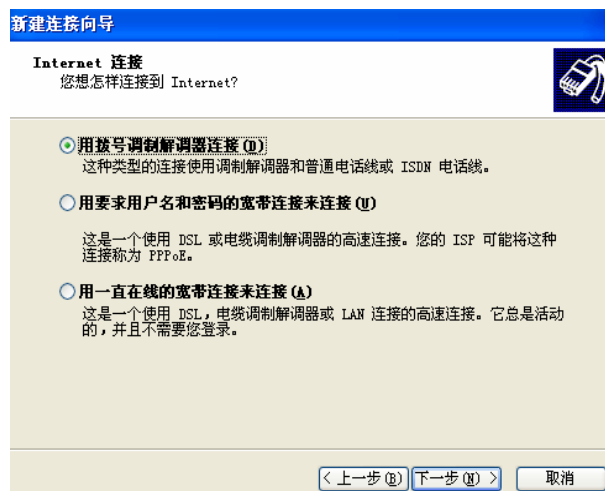 新建连接向导
Internet 连接
您想怎样连接到 Internet?
用拨号调制解调器连接(D)
这种类型的连接使用调制解调器和普通电话线或 ISDN 电话线。
用要求用户名和密码的宽带连接来连接(U)
这是一个使用 DSL 或电缆调制解调器的高速连接。您的 ISP 可能将这种
连接称为 PPPoE。
用一直在线的宽带连接来连接(A)
这是一个使用 DSL,电缆调制解调器或 LAN 连接的高速连接。它总是活动
的,并且不需要您登录。
< 上一步(B) 下一步(N) > 取消